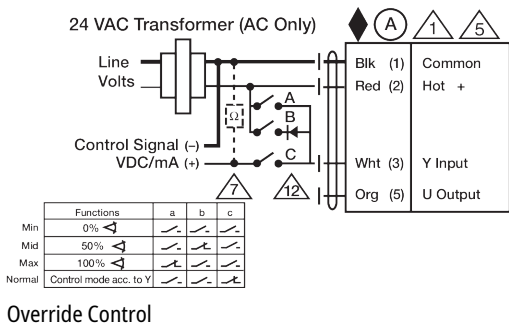 24 VAC Transformer (AC Only)
A
1
5
Line
Volts
Blk (1) Common
Red (2) Hot +
A
B
Ω
Control Signal (–)
VDC/mA (+)
C
Wht (3) Y Input
Org (5) U Output
7
12
Functions a b c
Min 0%
Mid 50%
Max 100%
Normal Control mode acc. to Y
Override Control